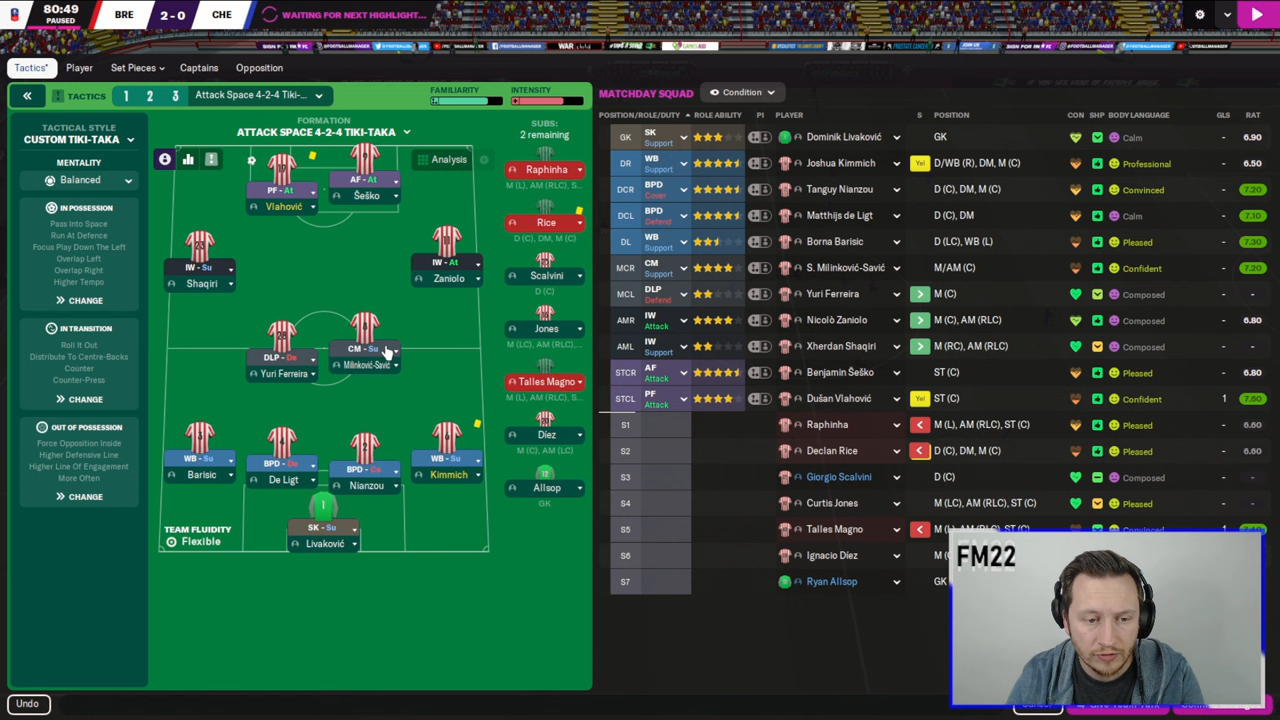 80:49
PAUSED
BRE 2 - 0 CHE
WAITING FOR NEXT HIGHLIGHT...
Tactics* Player Set Pieces Captains Opposition
TACTICS 1 2 3 Attack Space 4-2-4 Tiki-...
FAMILIARITY INTENSITY
TACTICAL STYLE
CUSTOM TIKI-TAKA
MENTALITY
Balanced
IN POSSESSION
Pass Into Space
Run At Defence
Focus Play Down The Left
Overlap Left
Overlap Right
Higher Tempo
CHANGE
IN TRANSITION
Roll It Out
Distribute To Centre-Backs
Counter
Counter-Press
CHANGE
OUT OF POSSESSION
Force Opposition Inside
Higher Defensive Line
Higher Line Of Engagement
More Often
CHANGE
FORMATION
ATTACK SPACE 4-2-4 TIKI-TAKA
Analysis
PF - At
Vlahović
AF - At
Šeško
IW - Su
Shaqiri
IW - At
Zaniolo
DLP - De
Yuri Ferreira
CM - Su
Milinković-Savić
WB - Su
Barisic
BPD - De
De Ligt
BPD - Co
Nianzou
WB - Su
Kimmich
SK - Su
Livaković
TEAM FLUIDITY
Flexible
SUBS:
2 remaining
Raphinha
M (L), AM (RLC), S...
Rice
D (C), DM, M (C)
Scalvini
D (C)
Jones
M (LC), AM (RLC),...
Talles Magno
M (L), AM (RLC), S...
Díez
M (C), AM (LC)
Allsop
GK
MATCHDAY SQUAD Condition
POSITION/ROLE/DUTY ROLE ABILITY PI PLAYER S POSITION CON SHP BODY LANGUAGE GLS RAT
GK SK Support Dominik Livaković GK Calm - 6.90
DR WB Support Joshua Kimmich Yel D/WB (R), DM, M (C) Professional - 6.50
DCR BPD Cover Tanguy Nianzou D (C), DM, M (C) Convinced - 7.20
DCL BPD Defend Matthijs de Ligt D (C), DM Calm - 7.10
DL WB Support Borna Barisic D (LC), WB (L) Pleased - 7.30
MCR CM Support S. Milinković-Savić M/AM (C) Confident - 7.20
MCL DLP Defend Yuri Ferreira M (C) Composed - -
AMR IW Attack Nicolò Zaniolo M (C), AM (RLC) Composed - 6.80
AML IW Support Xherdan Shaqiri M (RC), AM (RLC) Composed - -
STCR AF Attack Benjamin Šeško ST (C) Pleased - 6.80
STCL PF Attack Dušan Vlahović Yel ST (C) Confident 1 7.60
S1 Raphinha M (L), AM (RLC), ST (C) Pleased - 6.60
S2 Declan Rice D (C), DM, M (C) Pleased - 6.60
S3 Giorgio Scalvini D (C) Composed - -
S4 Curtis Jones M (LC), AM (RLC), ST (C) Pleased - -
S5 Talles Magno
S6 Ignacio Díez
S7 Ryan Allsop GK
FM22
Undo